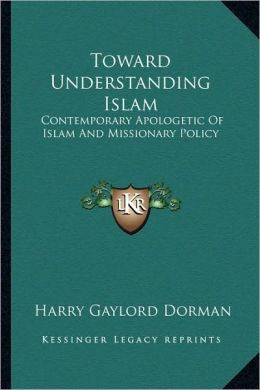 Toward
Understanding
Islam
Contemporary Apologetic Of
Islam And Missionary Policy
LKR
Harry Gaylord Dorman
Kessinger Legacy Reprints